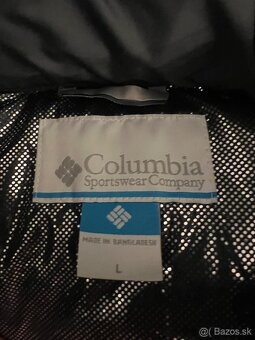 Columbia
Sportswear Company
MADE IN BANGLADESH
L
© Bazos.sk